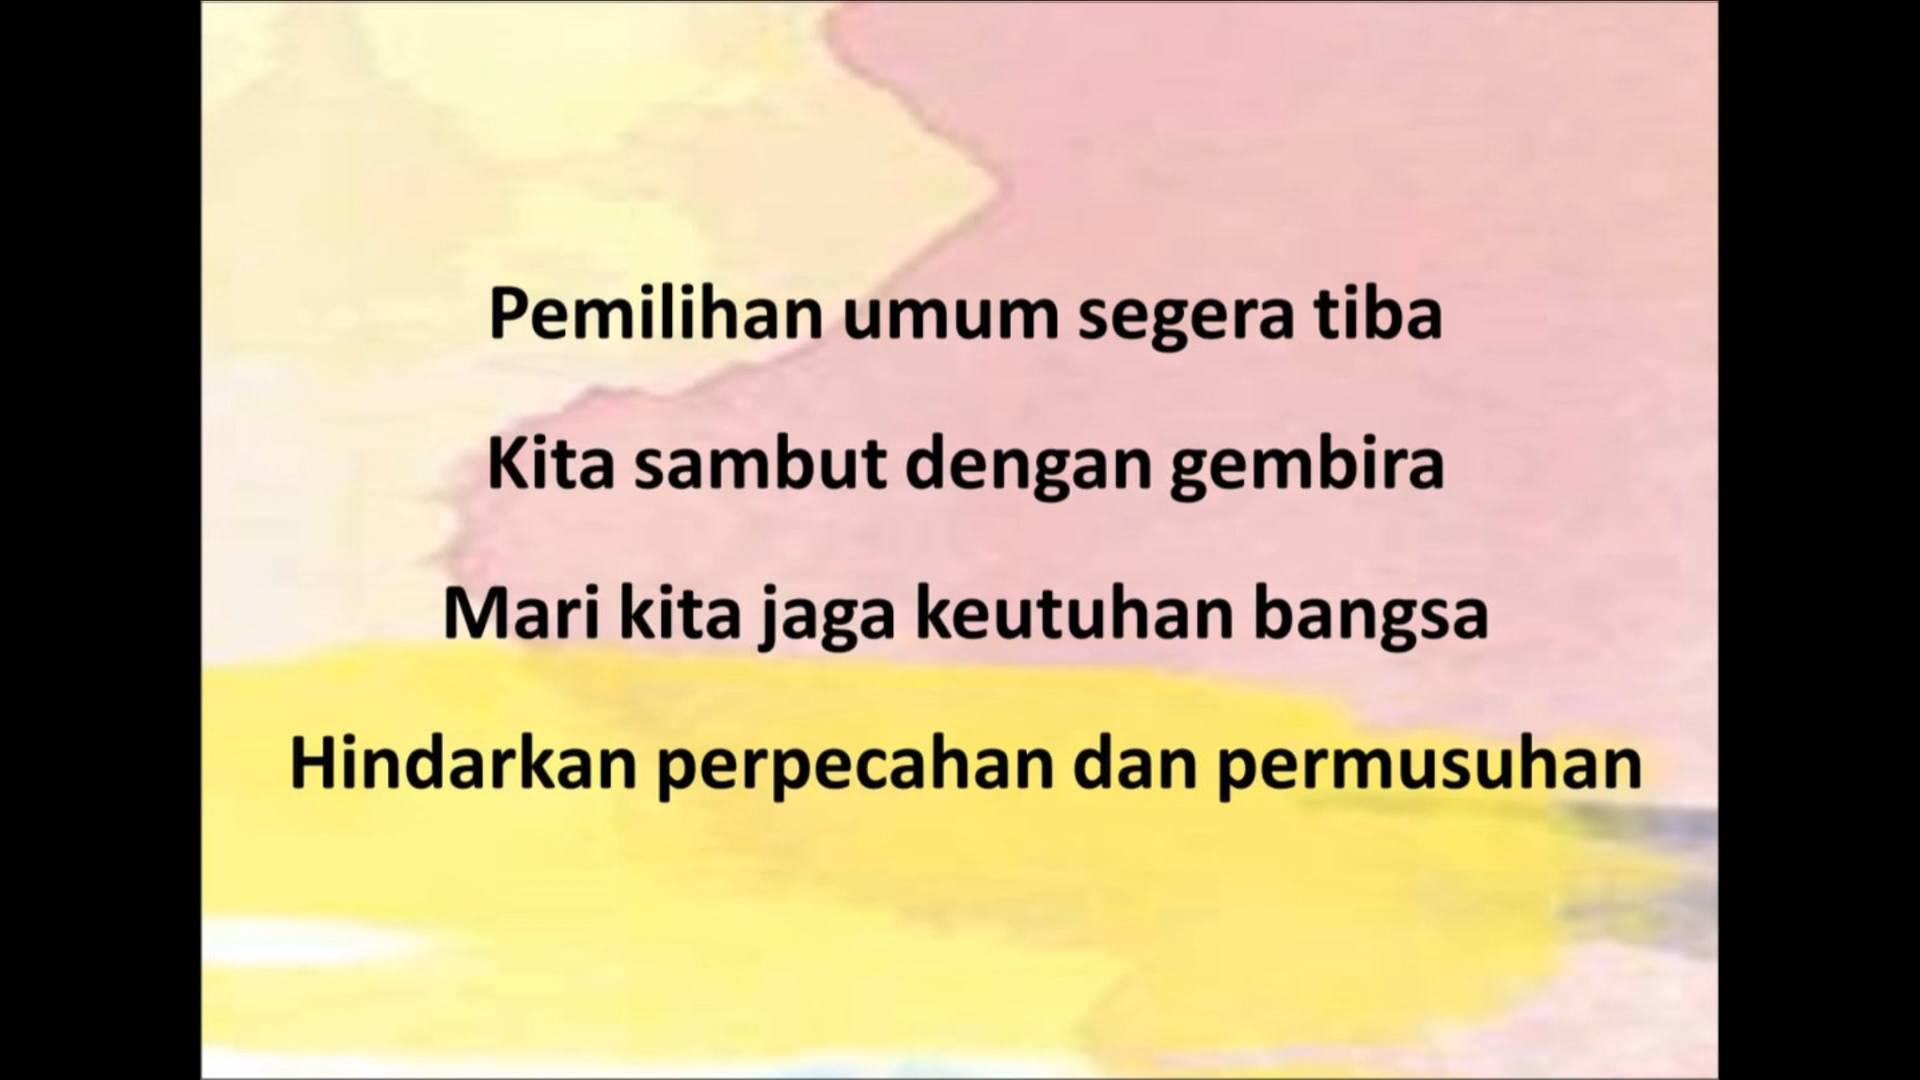 Pemilihan umum segera tiba
Kita sambut dengan gembira
Mari kita jaga keutuhan bangsa
Hindarkan perpecahan dan permusuhan